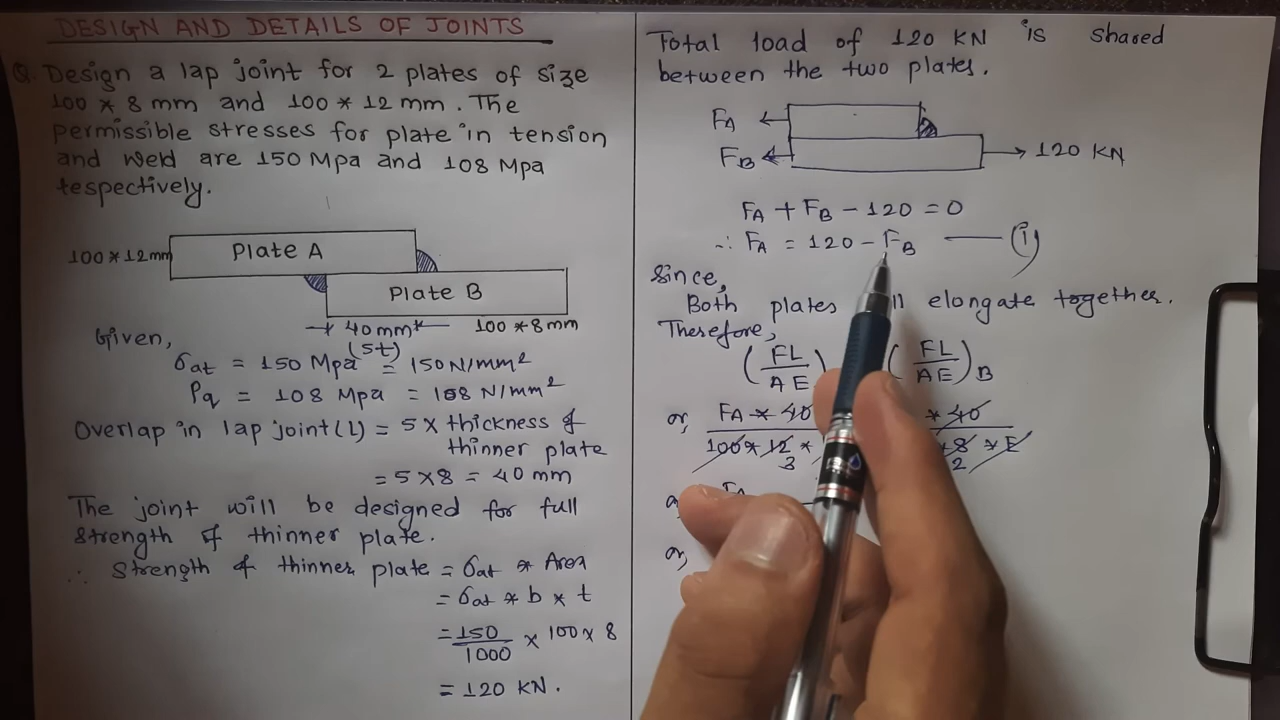 DESIGN AND DETAILS OF JOINTS
Q. Design a lap joint for 2 plates of size
100 * 8 mm and 100 * 12 mm. The
permissible stresses for plate in tension
and weld are 150 Mpa and 108 Mpa
respectively.
100*12mm
Plate A
Plate B
40mm
100*8mm
(5t)
Given,
σat = 150 Mpa = 150 N/mm²
Pq = 108 Mpa = 108 N/mm²
Overlap in lap joint (L) = 5 × thickness of
thinner plate
= 5 × 8 = 40 mm
The joint will be designed for full
strength of thinner plate.
∴ Strength of thinner plate = σat * Area
= σat * b * t
= 150/1000 × 100 × 8
= 120 KN.
Total load of 120 KN is shared
between the two plates.
FA
FB
120 KN
FA + FB - 120 = 0
∴ FA = 120 - FB (i)
Since,
Both plates elongate together.
Therefore,
(FL/AE) (FL/AE)B
or, FA * 40 * 40
100 * 12 * * 8 * E
3 2
or, FA
or,